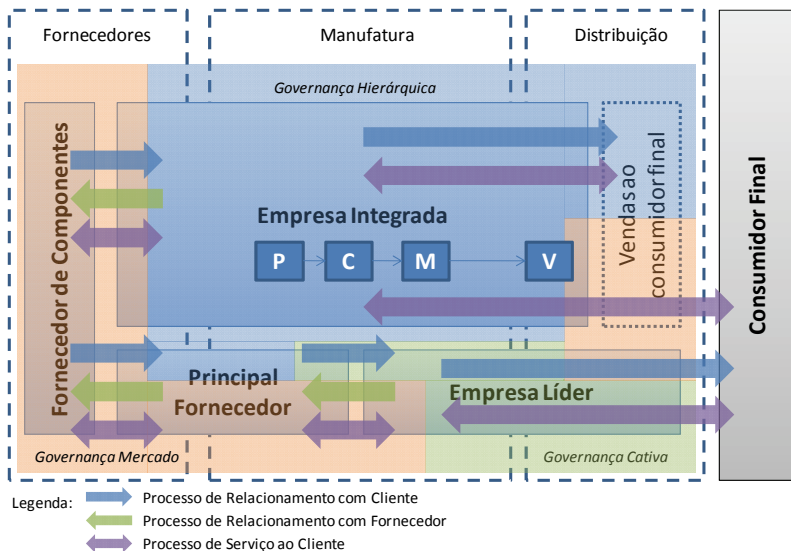 Fornecedores
Manufatura
Distribuição
Governança Hierárquica
Fornecedor de Componentes
Empresa Integrada
P
C
M
V
Vendas ao
consumidor final
Consumidor Final
Principal
Fornecedor
Empresa Líder
Governança Mercado
Governança Cativa
Legenda:
Processo de Relacionamento com Cliente
Processo de Relacionamento com Fornecedor
Processo de Serviço ao Cliente